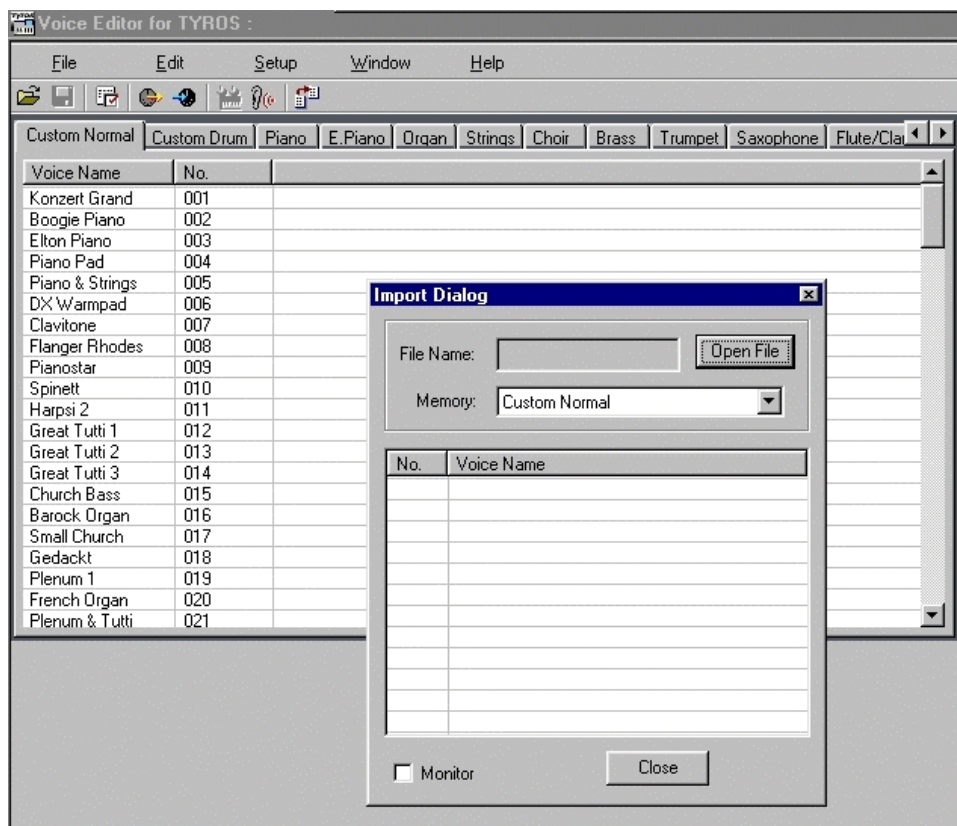 Voice Editor for TYROS :
File Edit Setup Window Help
Custom Normal Custom Drum Piano E.Piano Organ Strings Choir Brass Trumpet Saxophone Flute/Clar
Voice Name No.
Konzert Grand 001
Boogie Piano 002
Elton Piano 003
Piano Pad 004
Piano & Strings 005
DX Warmpad 006
Clavitone 007
Flanger Rhodes 008
Pianostar 009
Spinett 010
Harpsi 2 011
Great Tutti 1 012
Great Tutti 2 013
Great Tutti 3 014
Church Bass 015
Barock Organ 016
Small Church 017
Gedackt 018
Plenum 1 019
French Organ 020
Plenum & Tutti 021
Import Dialog
File Name: Open File
Memory: Custom Normal
No. Voice Name
Monitor Close